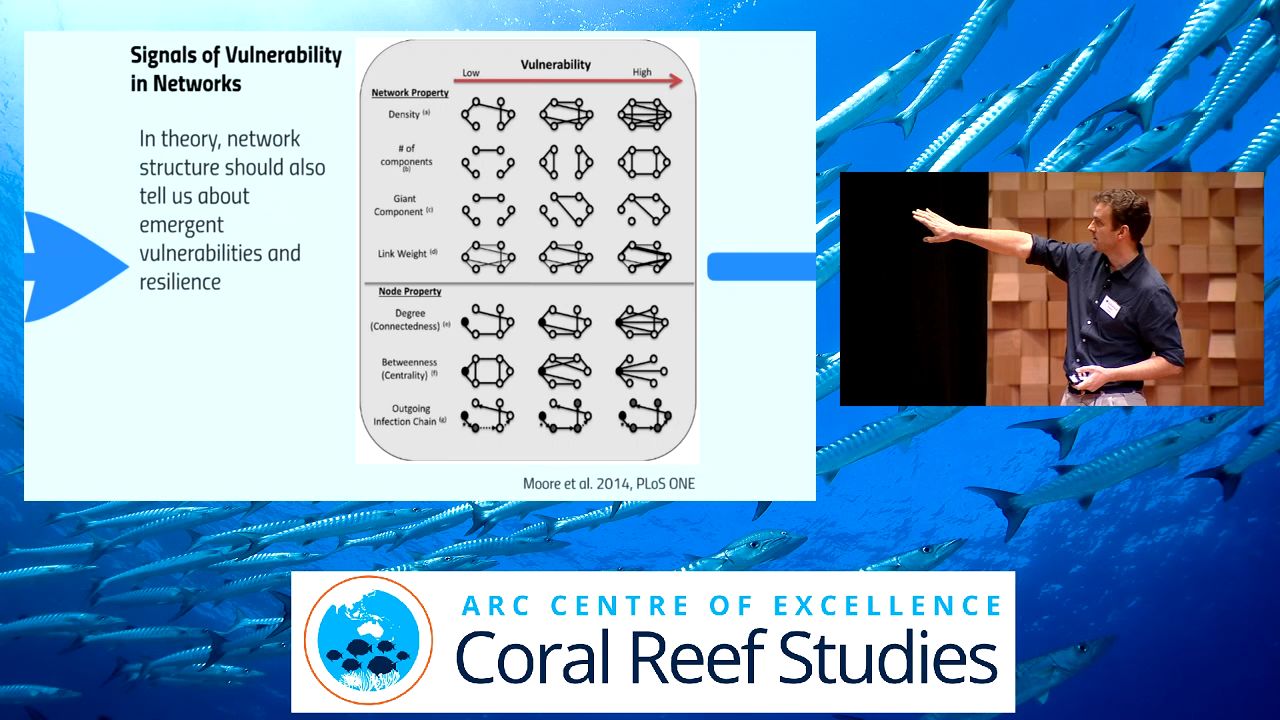 Signals of Vulnerability
in Networks
In theory, network
structure should also
tell us about
emergent
vulnerabilities and
resilience
Vulnerability
Low
High
Network Property
Density (a)
# of
components
(b)
Giant
Component (c)
Link Weight (d)
Node Property
Degree
(Connectedness) (e)
Betweenness
(Centrality) (f)
Outgoing
Infection Chain (g)
Moore et al. 2014, PLoS ONE
ARC CENTRE OF EXCELLENCE
Coral Reef Studies